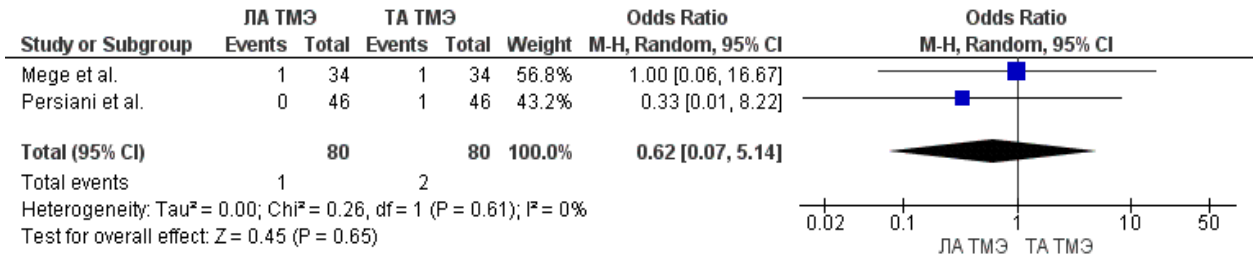 ЛА ТМЭ ТА ТМЭ Odds Ratio Odds Ratio
Study or Subgroup Events Total Events Total Weight M-H, Random, 95% CI M-H, Random, 95% CI
Mege et al. 1 34 1 34 56.8% 1.00 [0.06, 16.67]
Persiani et al. 0 46 1 46 43.2% 0.33 [0.01, 8.22]
Total (95% CI) 80 80 100.0% 0.62 [0.07, 5.14]
Total events 1 2
Heterogeneity: Tau² = 0.00; Chi² = 0.26, df = 1 (P = 0.61); I² = 0%
Test for overall effect: Z = 0.45 (P = 0.65)
0.02 0.1 1 10 50
ЛА ТМЭ ТА ТМЭ